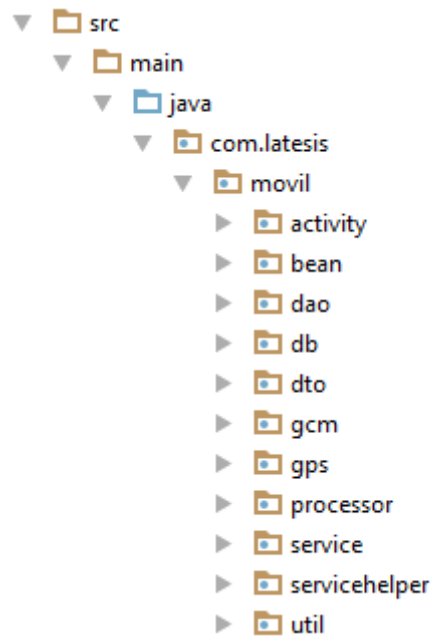 src
main
java
com.latesis
movil
activity
bean
dao
db
dto
gcm
gps
processor
service
servicehelper
util